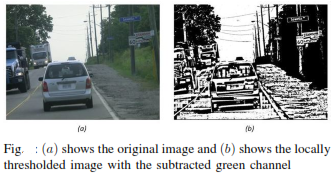 (a)
(b)
Fig. : (a) shows the original image and (b) shows the locally
thresholded image with the subtracted green channel